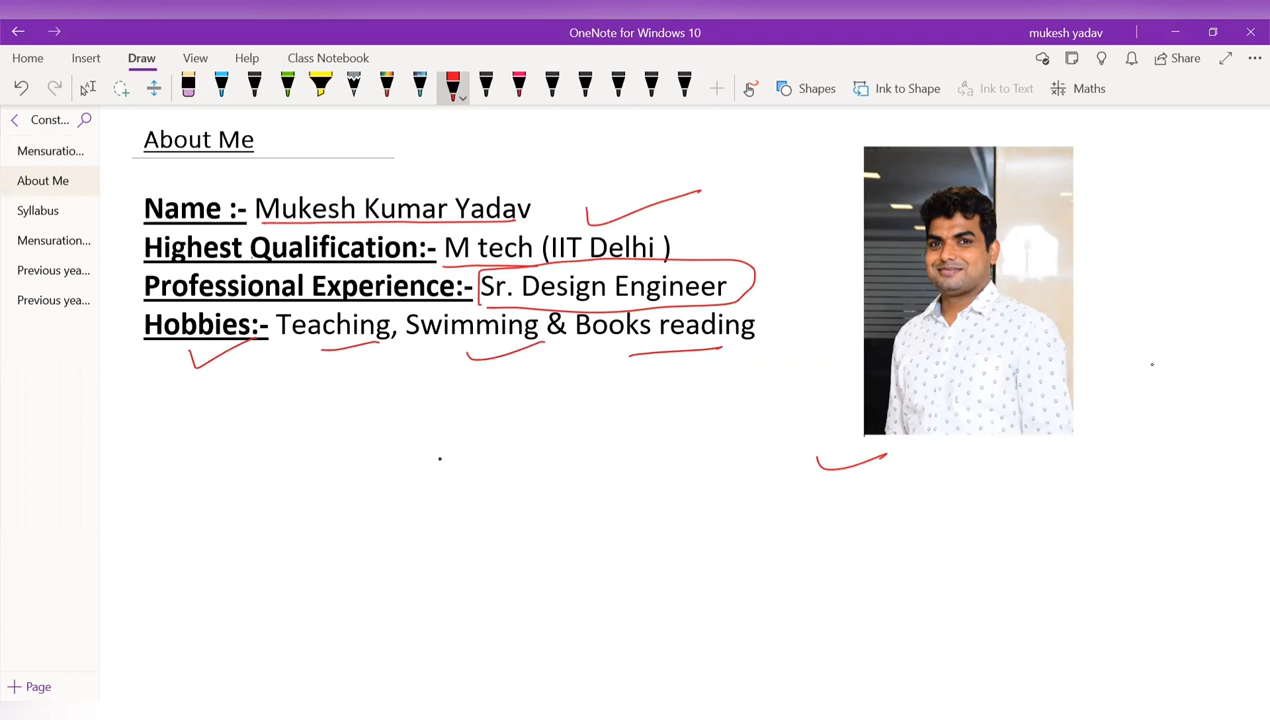 OneNote for Windows 10
mukesh yadav
Home Insert Draw View Help Class Notebook
Share
Shapes Ink to Shape Ink to Text Maths
Const...
Mensuratio...
About Me
Syllabus
Mensuration...
Previous yea...
Previous yea...
Page
About Me
Name :- Mukesh Kumar Yadav
Highest Qualification:- M tech (IIT Delhi )
Professional Experience:- Sr. Design Engineer
Hobbies:- Teaching, Swimming & Books reading